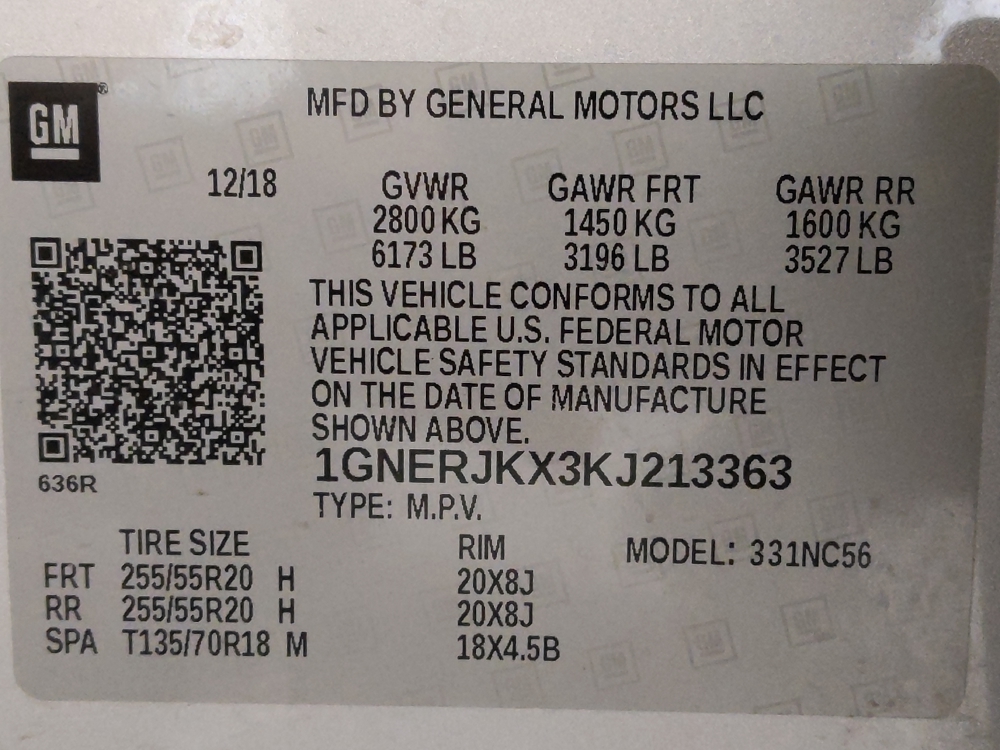 GM®
MFD BY GENERAL MOTORS LLC
12/18 GVWR GAWR FRT GAWR RR
2800 KG 1450 KG 1600 KG
6173 LB 3196 LB 3527 LB
THIS VEHICLE CONFORMS TO ALL
APPLICABLE U.S. FEDERAL MOTOR
VEHICLE SAFETY STANDARDS IN EFFECT
ON THE DATE OF MANUFACTURE
SHOWN ABOVE.
1GNERJKX3KJ213363
636R
TYPE: M.P.V.
TIRE SIZE RIM MODEL: 331NC56
FRT 255/55R20 H 20X8J
RR 255/55R20 H 20X8J
SPA T135/70R18 M 18X4.5B